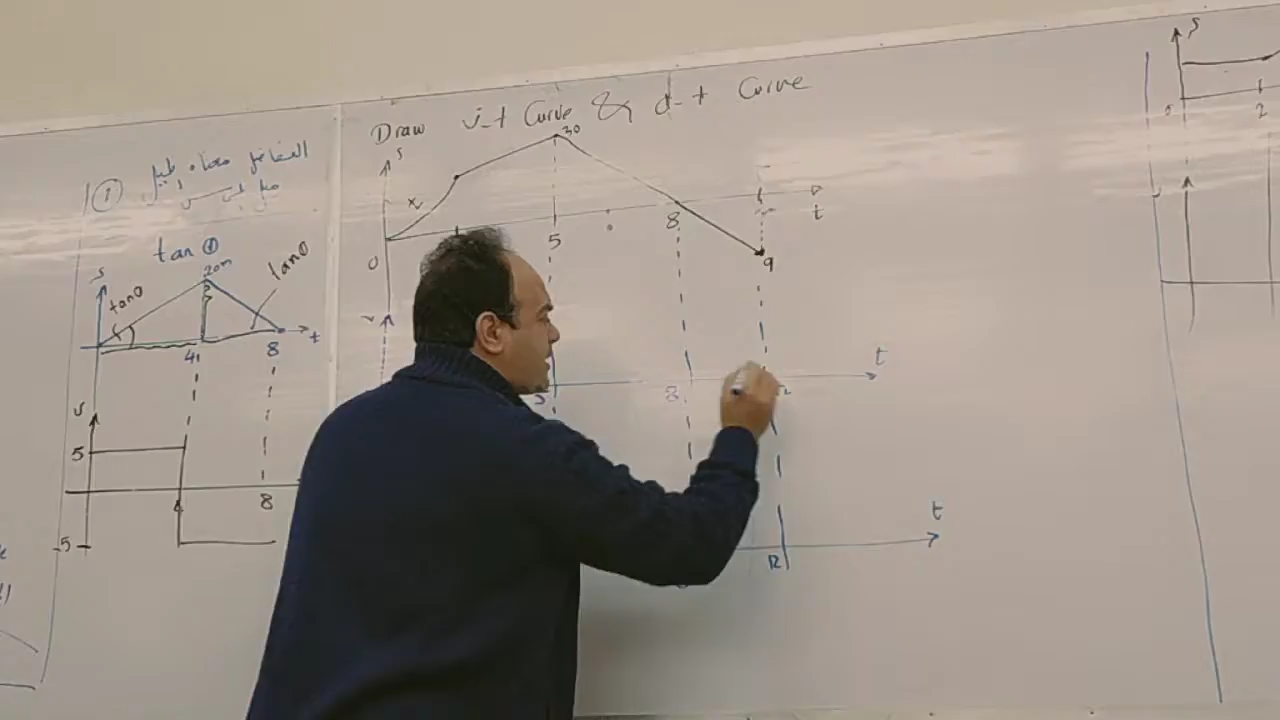 Draw v-t Curve & d-t Curve
① التفاضل معناه الميل
tan θ
s
20m
tan θ
tan θ
t
4
8
v
5
8
-5
s
30
x
t
0
5
8
9
v
t
8
t
12
s
0
2